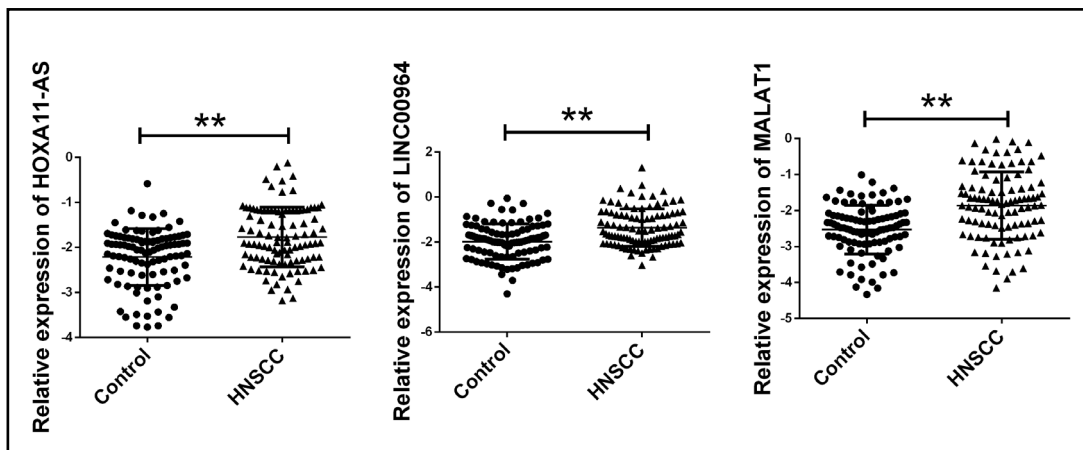 Relative expression of HOXA11-AS
**
0
-1
-2
-3
-4
Control
HNSCC
Relative expression of LINC00964
**
2
0
-2
-4
-6
Control
HNSCC
Relative expression of MALAT1
**
0
-1
-2
-3
-4
-5
Control
HNSCC